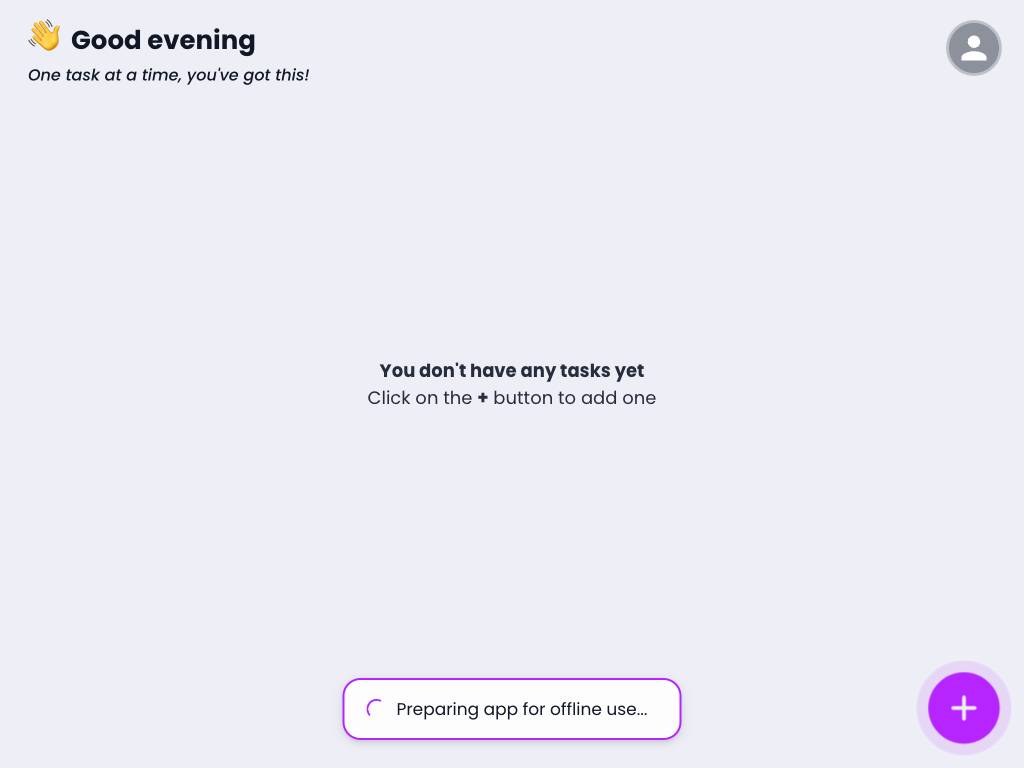 👋 Good evening
One task at a time, you've got this!
You don't have any tasks yet
Click on the + button to add one
Preparing app for offline use...